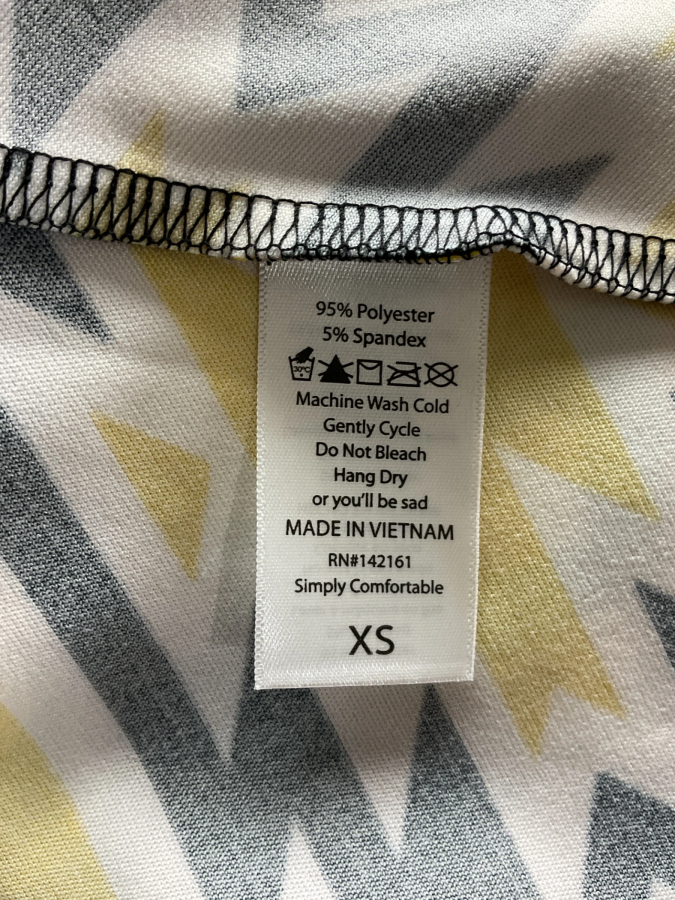 95% Polyester
5% Spandex
30°C
Machine Wash Cold
Gently Cycle
Do Not Bleach
Hang Dry
or you'll be sad
MADE IN VIETNAM
RN#142161
Simply Comfortable
XS